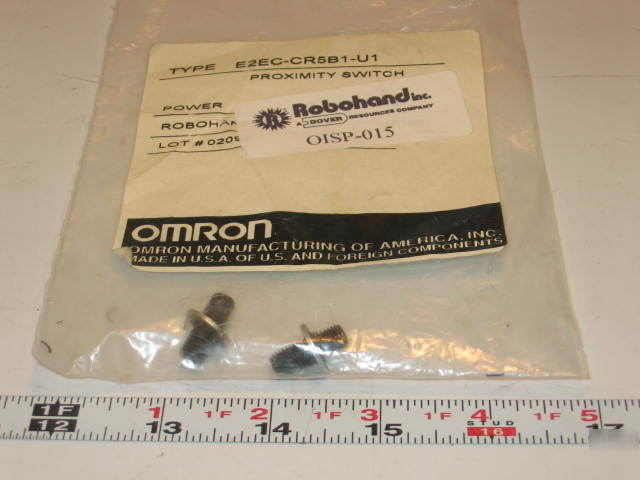 TYPE E2EC-CR5B1-U1
PROXIMITY SWITCH
POWER
ROBOHAN
LOT # 0209
R Robohand inc.
A DOVER RESOURCES COMPANY
OISP-015
OMRON
OMRON MANUFACTURING OF AMERICA, INC.
MADE IN U.S.A. OF U.S. AND FOREIGN COMPONENTS
1F 1 1F 2 1F 3 1F 4 1F 5
12 13 14 15 STUD 16 17